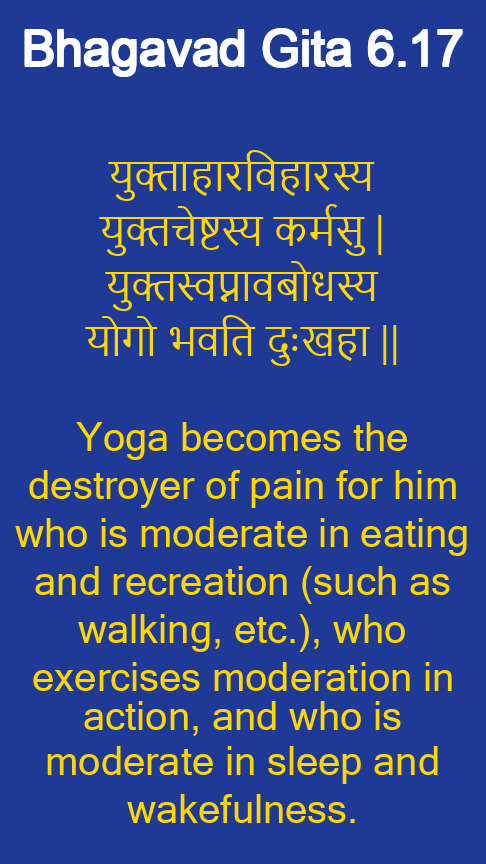 Bhagavad Gita 6.17
युक्ताहारविहारस्य
युक्तचेष्टस्य कर्मसु |
युक्तस्वप्नावबोधस्य
योगो भवति दुःखहा ||
Yoga becomes the
destroyer of pain for him
who is moderate in eating
and recreation (such as
walking, etc.), who
exercises moderation in
action, and who is
moderate in sleep and
wakefulness.